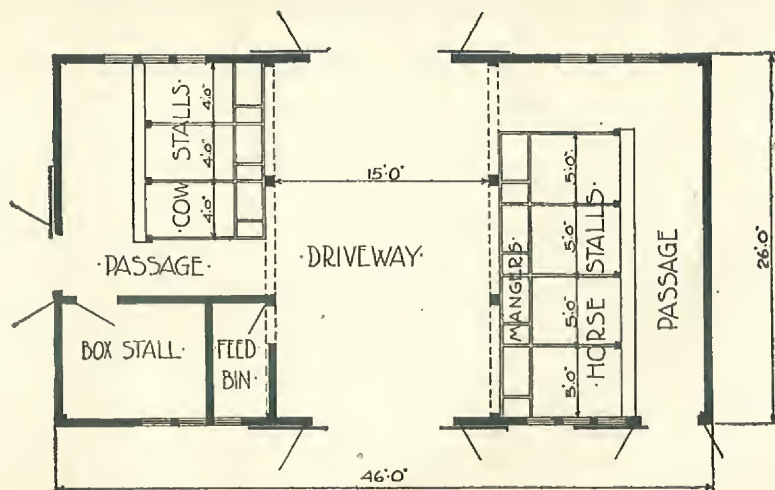 ·COW STALLS·
4'·0"
4'·0"
4'·0"
·PASSAGE·
BOX STALL·
·FEED·
BIN·
15'·0"
·DRIVEWAY·
MANGERS·
·HORSE STALLS·
5'·0"
5'·0"
5'·0"
5'·0"
PASSAGE
26'·0"
46'·0"